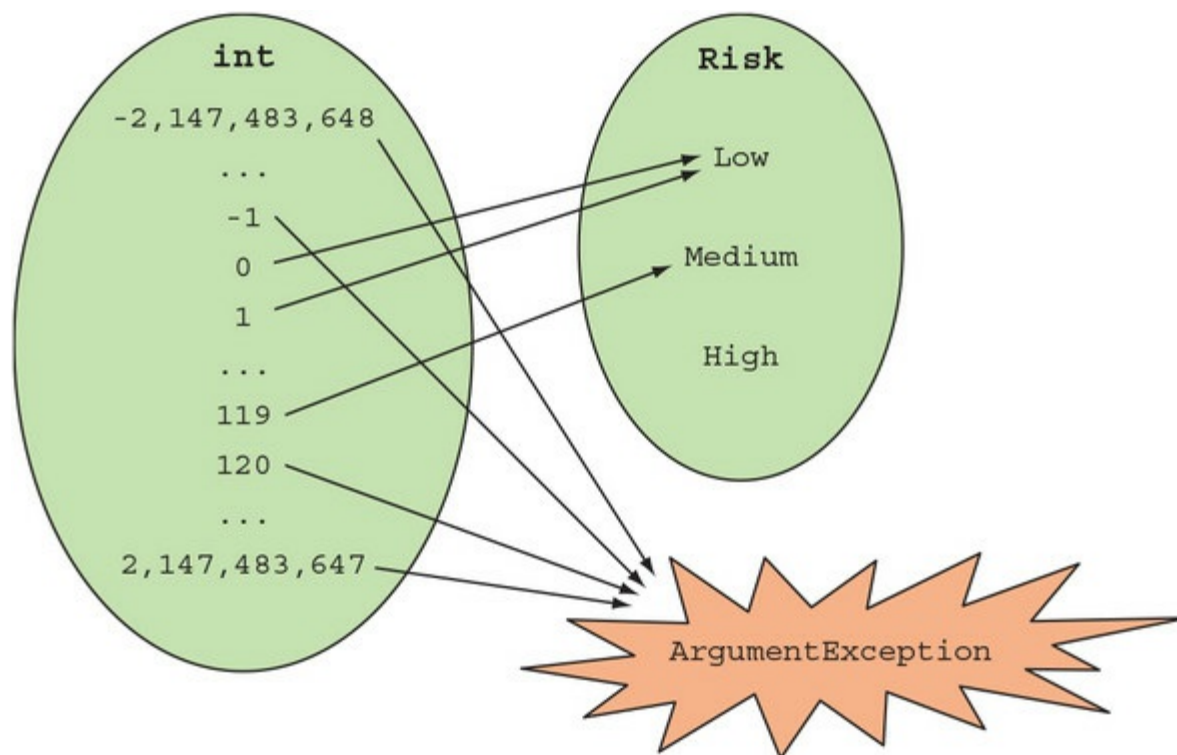 int
-2,147,483,648
...
-1
0
1
...
119
120
...
2,147,483,647
Risk
Low
Medium
High
ArgumentException